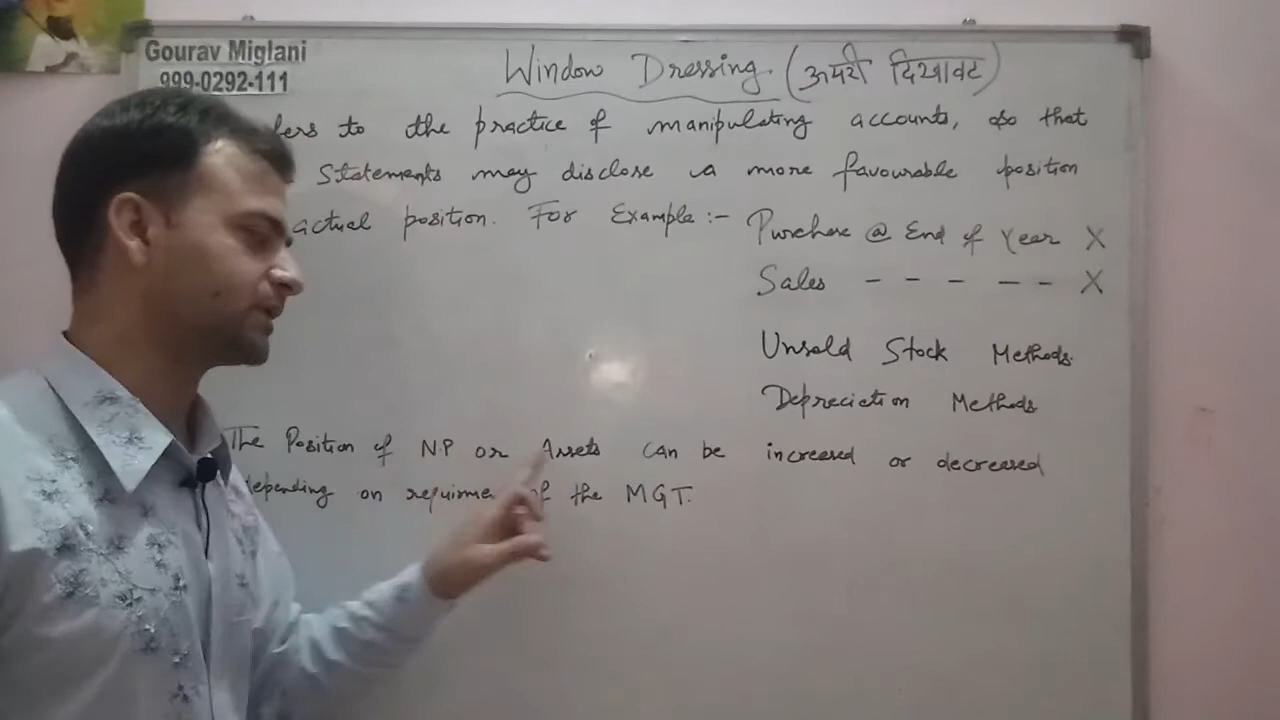 Gourav Miglani
999-0292-111
Window Dressing. (ऊपरी दिखावट)
fers to the practice of manipulating accounts, so that
Statements may disclose a more favourable position
actual position. For Example :- Purchase @ End of Year X
Sales - - - - - X
Unsold Stock Methods.
Depreciation Methods
The Position of N.P or Assets can be increased or decreased
depending on of the MGT.